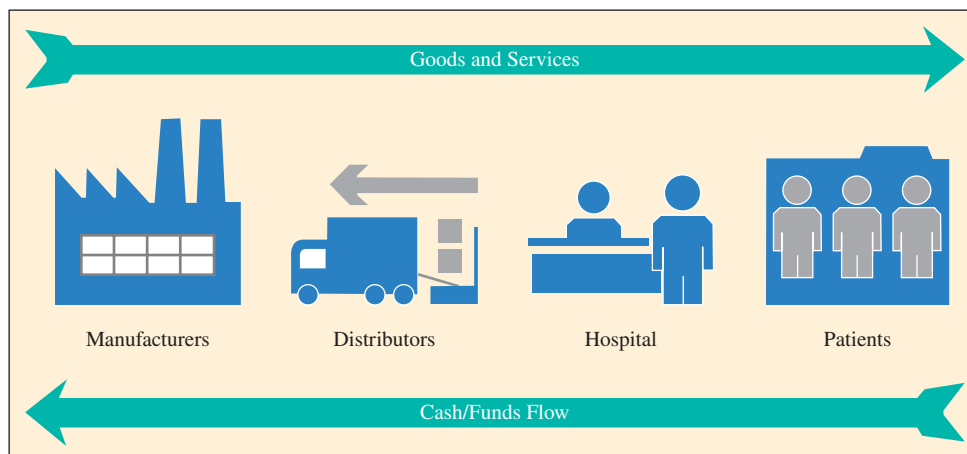 Goods and Services
Manufacturers
Distributors
Hospital
Patients
Cash/Funds Flow